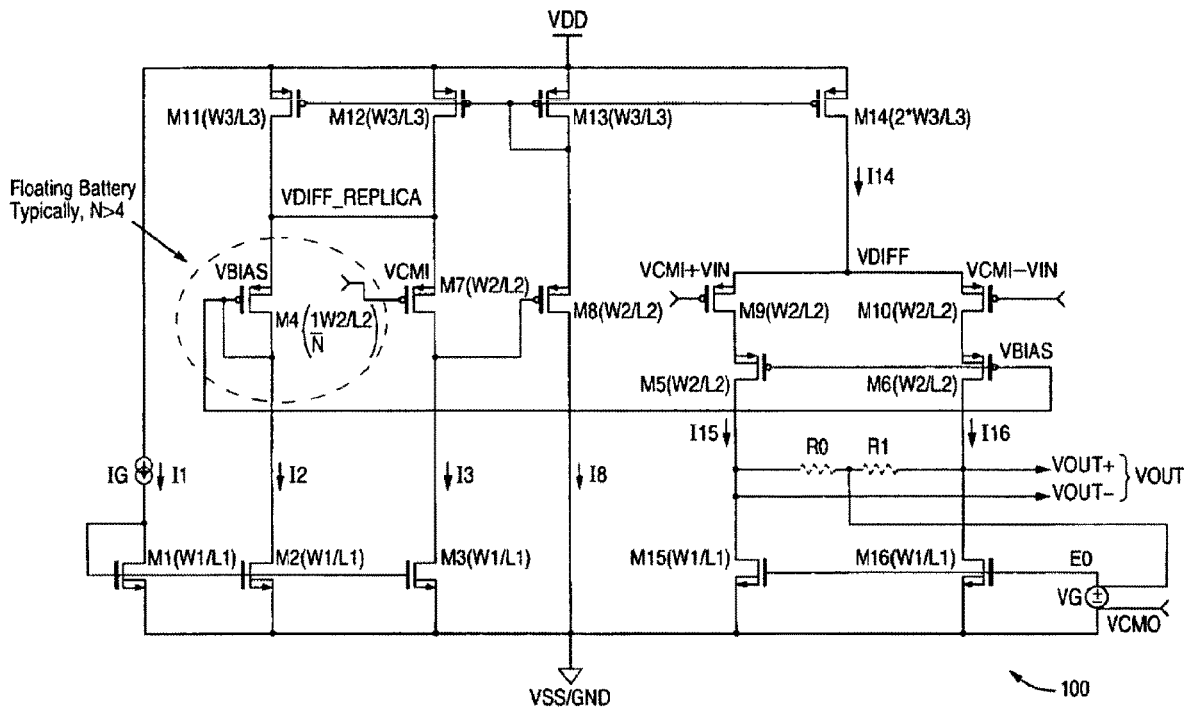 VDD
M11(W3/L3)
M12(W3/L3)
M13(W3/L3)
M14(2*W3/L3)
Floating Battery
Typically, N>4
VDIFF_REPLICA
I14
VDIFF
VBIAS
VCMI
M7(W2/L2)
VCMI+VIN
VCMI−VIN
M4(1/N W2/L2)
M8(W2/L2)
M9(W2/L2)
M10(W2/L2)
VBIAS
M5(W2/L2)
M6(W2/L2)
I15
R0
R1
I16
IG
I1
I2
I3
I8
VOUT+
VOUT−
VOUT
M1(W1/L1)
M2(W1/L1)
M3(W1/L1)
M15(W1/L1)
M16(W1/L1)
E0
VG
±
VCMO
VSS/GND
100